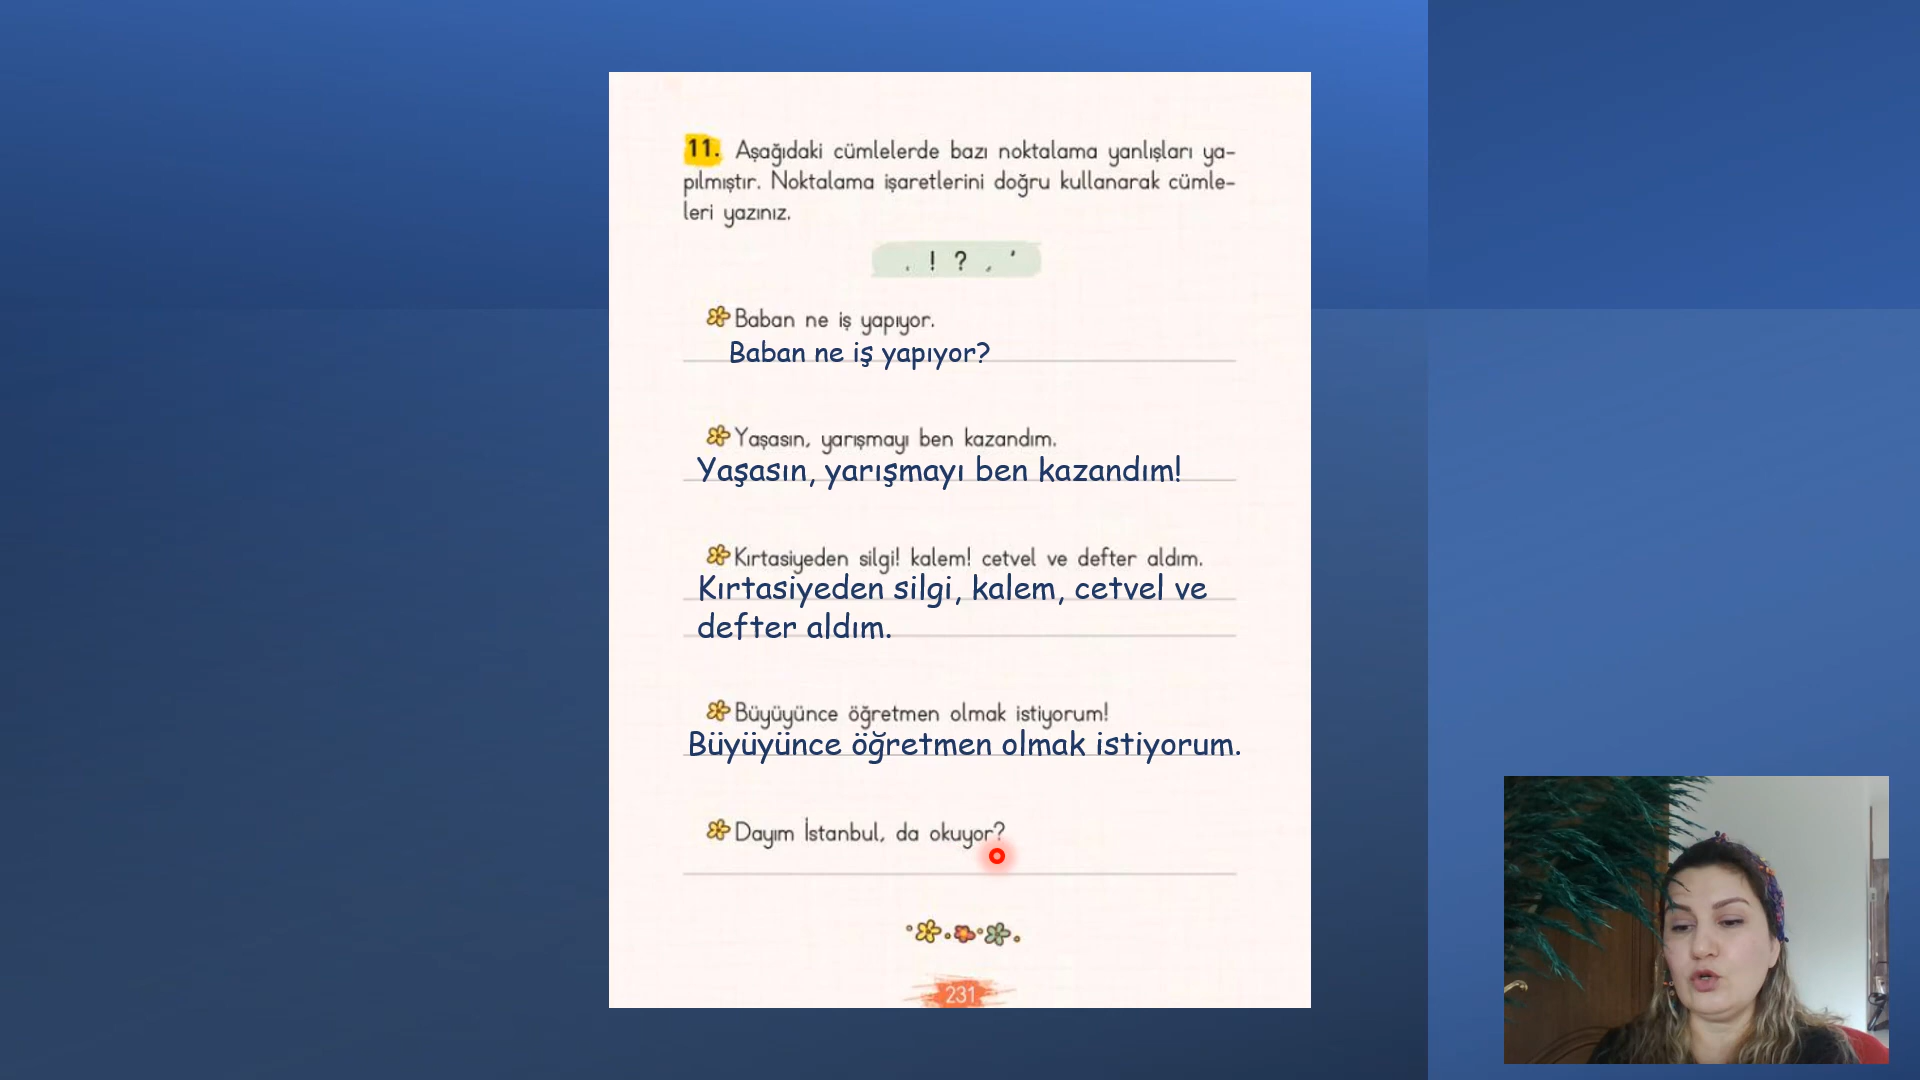 11. Aşağıdaki cümlelerde bazı noktalama yanlışları ya-
pılmıştır. Noktalama işaretlerini doğru kullanarak cümle-
leri yazınız.
. ! ? , '
Baban ne iş yapıyor.
Baban ne iş yapıyor?
Yaşasın, yarışmayı ben kazandım.
Yaşasın, yarışmayı ben kazandım!
Kırtasiyeden silgi! kalem! cetvel ve defter aldım.
Kırtasiyeden silgi, kalem, cetvel ve
defter aldım.
Büyüyünce öğretmen olmak istiyorum!
Büyüyünce öğretmen olmak istiyorum.
Dayım İstanbul, da okuyor?
231